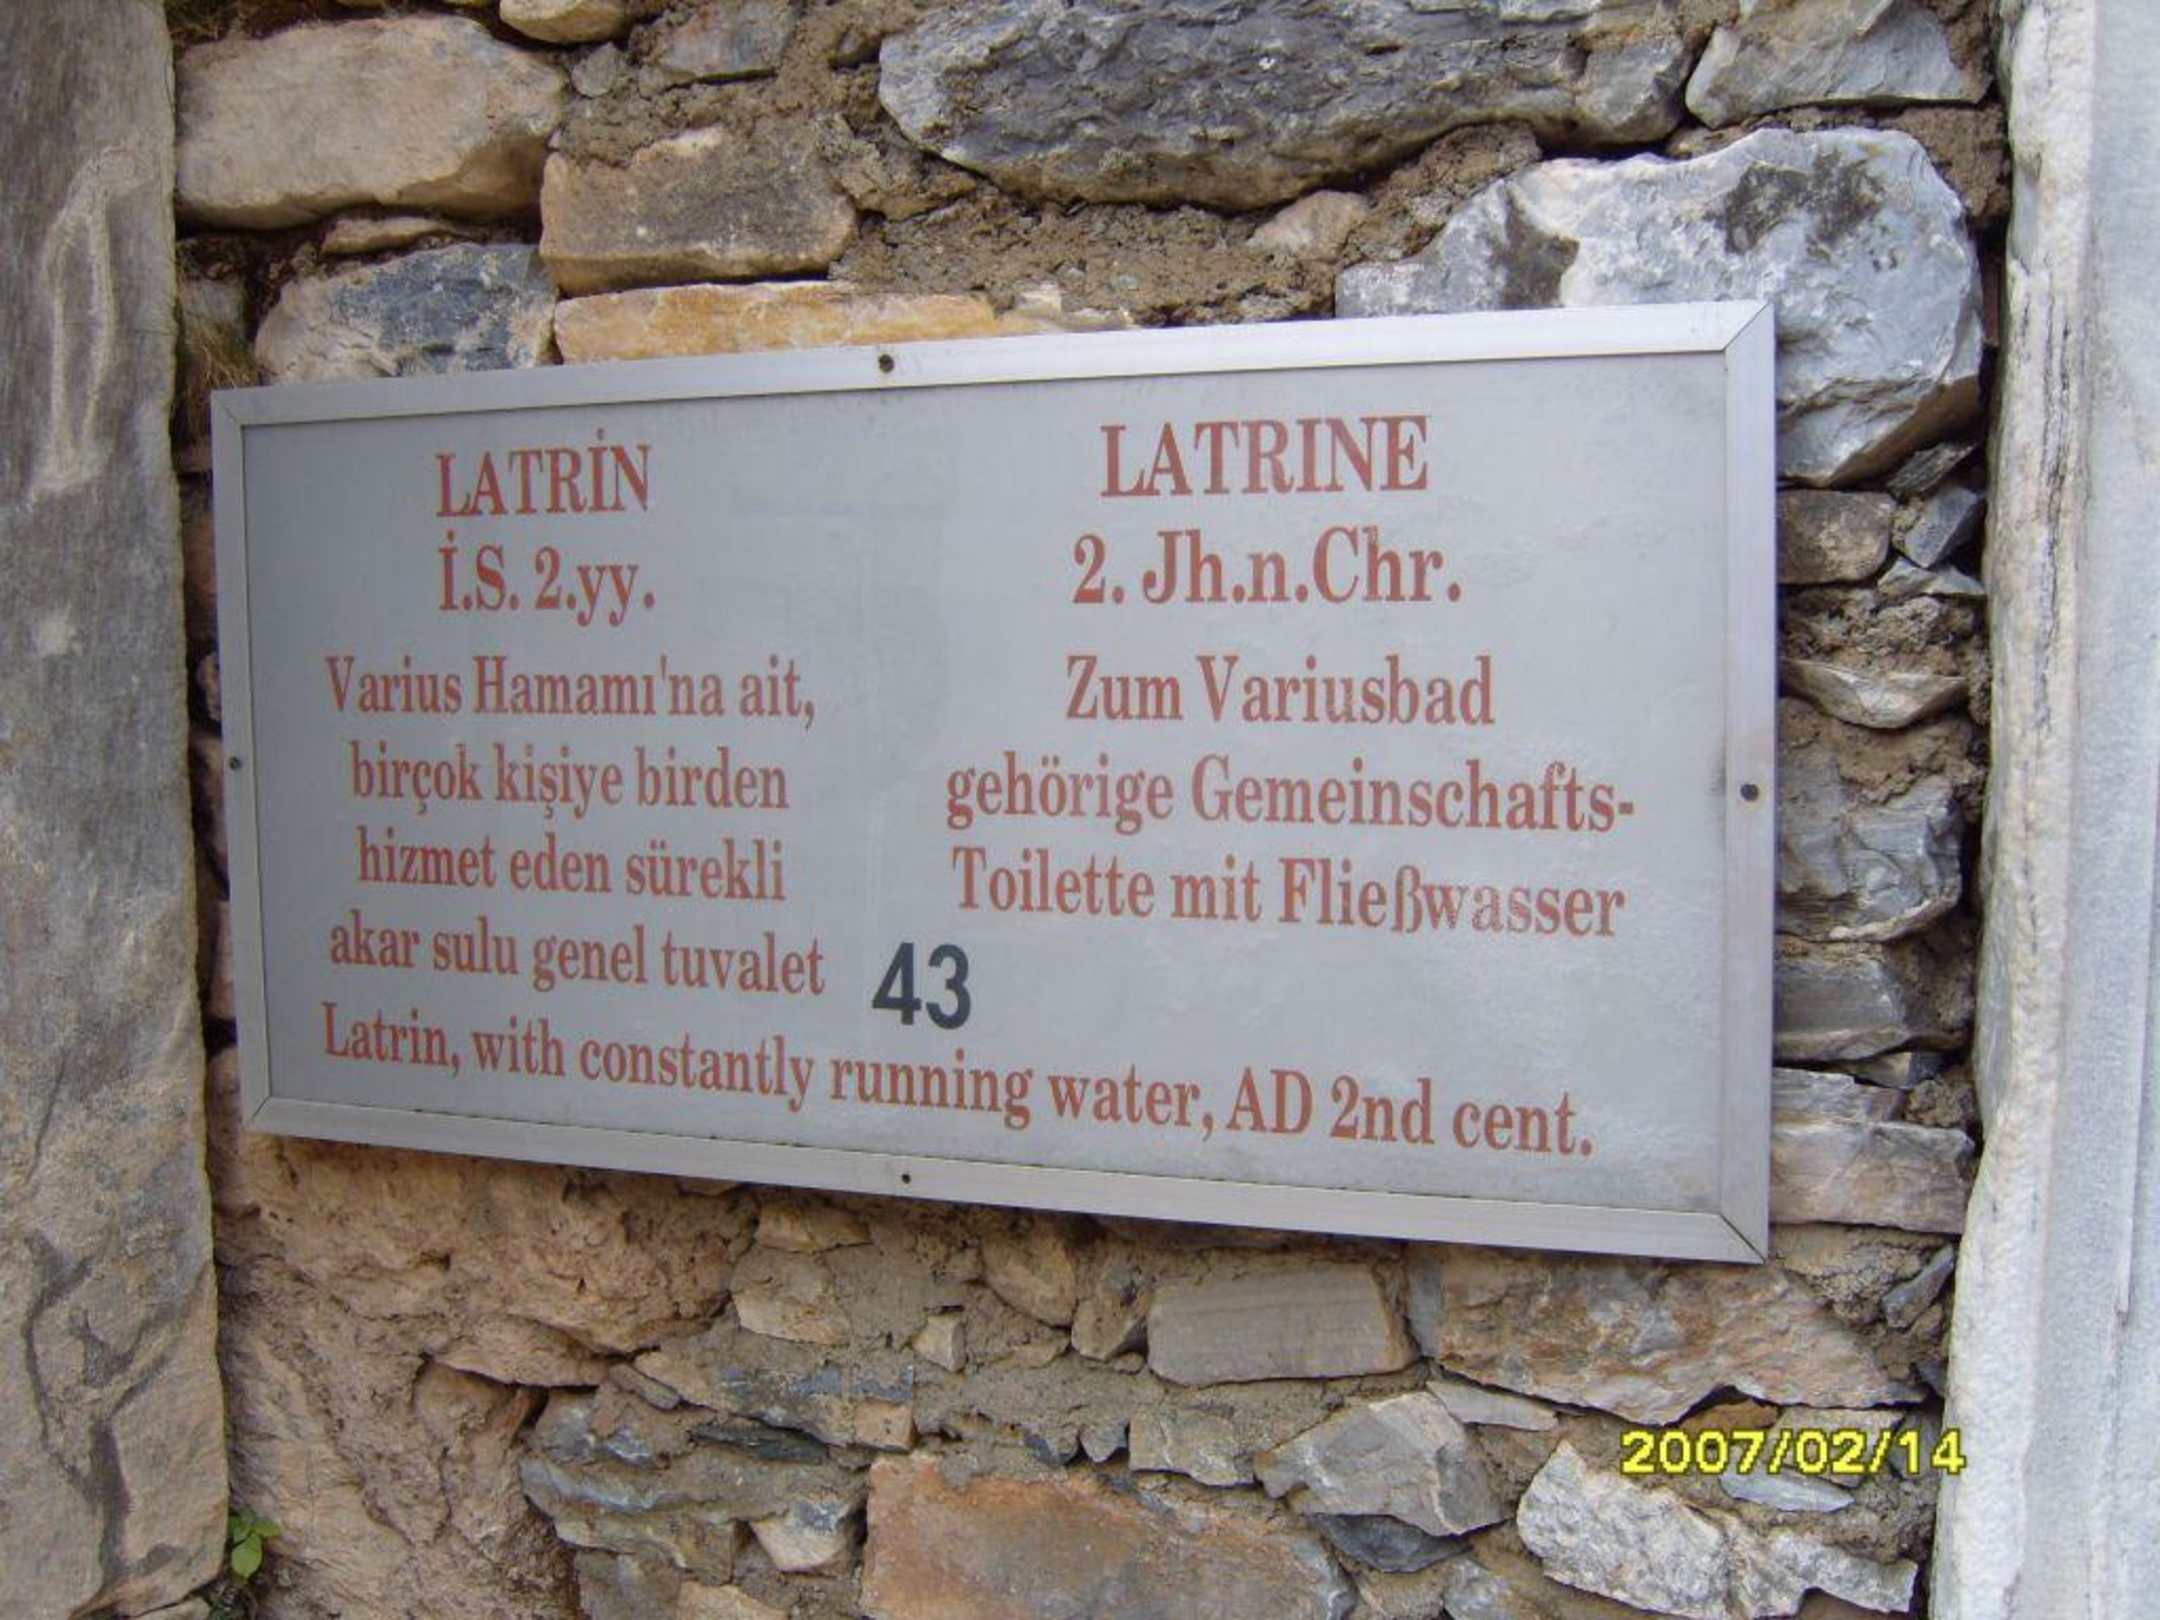 LATRİN
İ.S. 2.yy.
Varius Hamamı'na ait,
birçok kişiye birden
hizmet eden sürekli
akar sulu genel tuvalet
LATRINE
2. Jh.n.Chr.
Zum Variusbad
gehörige Gemeinschafts-
Toilette mit Fließwasser
43
Latrin, with constantly running water, AD 2nd cent.
2007/02/14